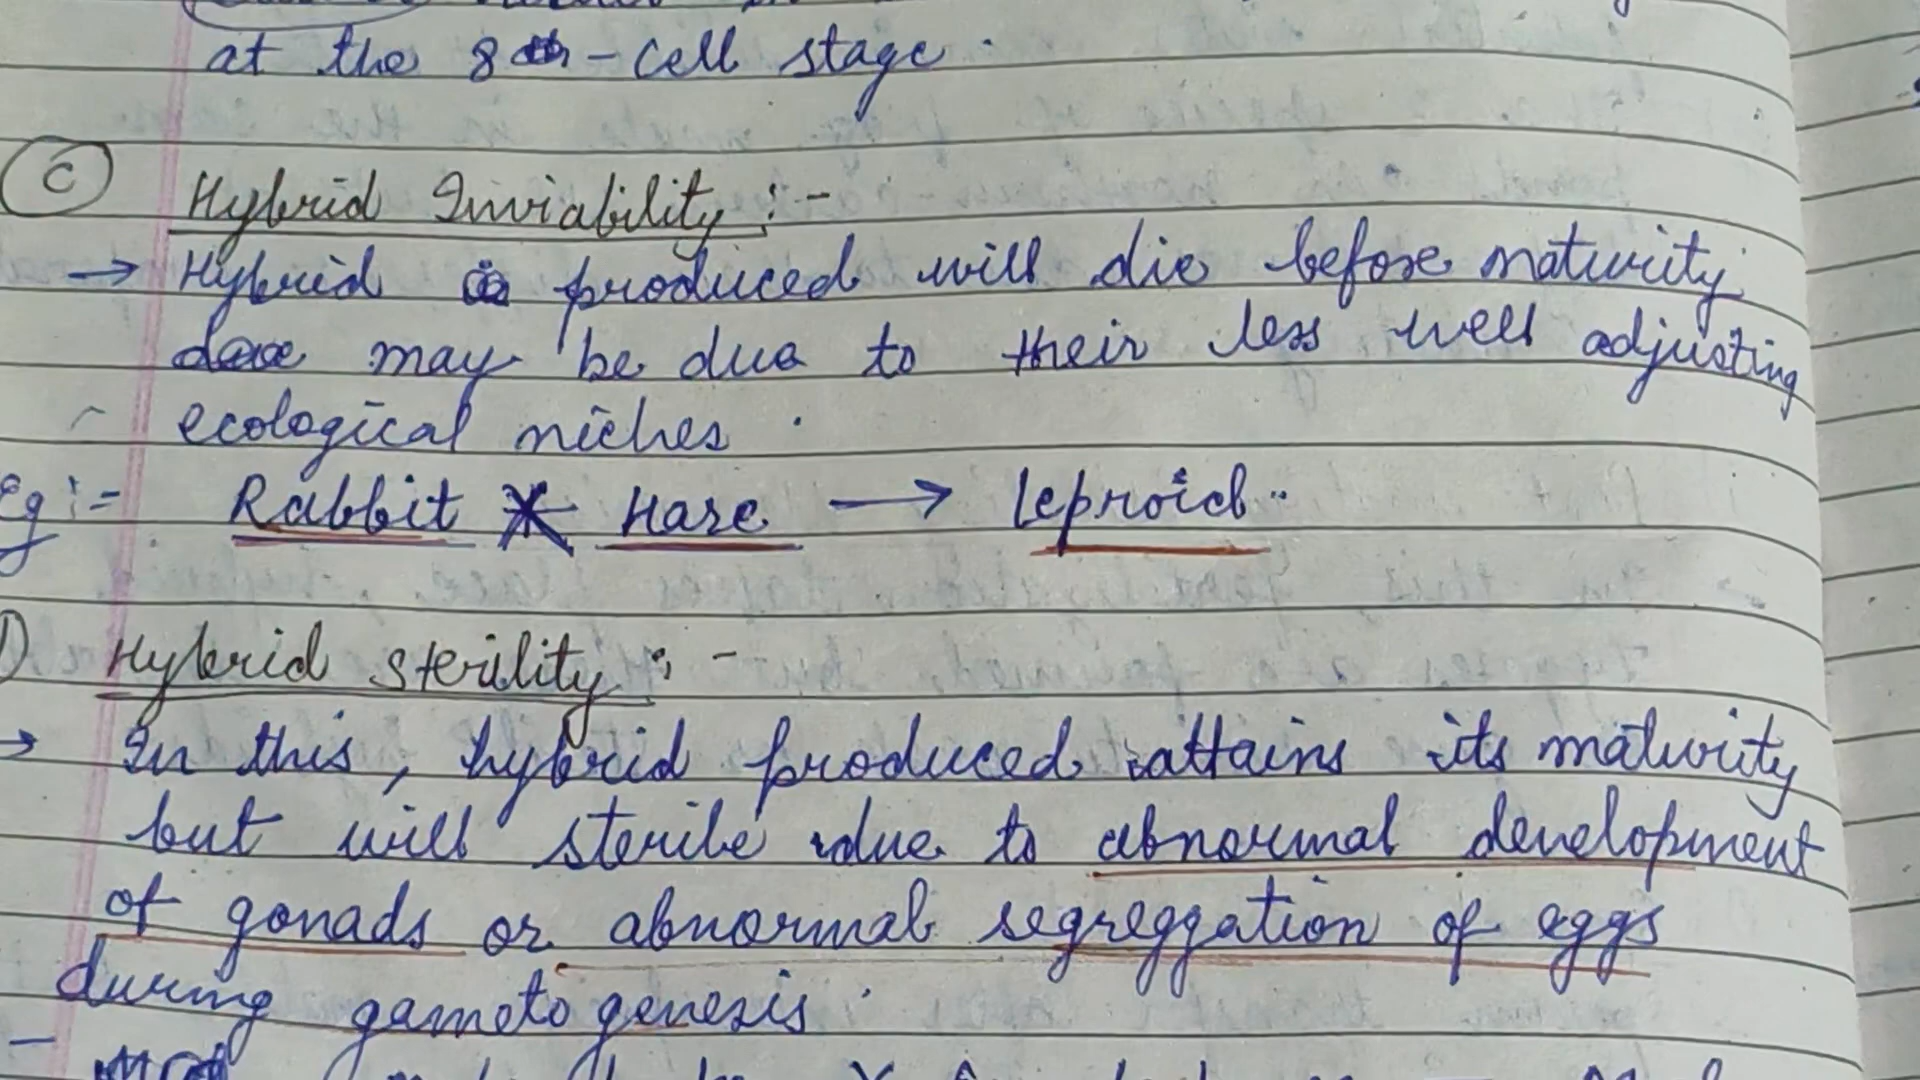 at the 8th-cell stage.
C Hybrid Inviability :-
→ Hybrid produced will die before maturity
may be due to their less well adjusting
ecological niches.
Eg:- Rabbit X Hare → leproid..
D) Hybrid sterility :-
→ In this, hybrid produced attains its maturity
but will sterile due to abnormal development
of gonads or abnormal segreggation of eggs
during gametogenesis.